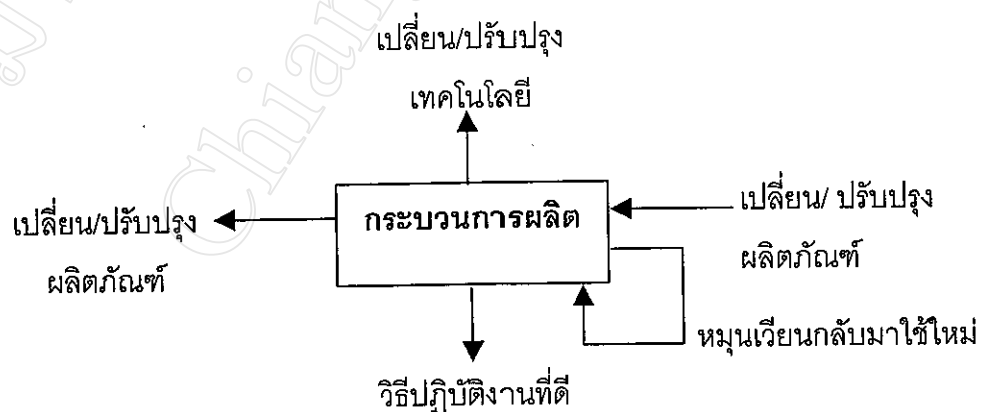 เปลี่ยน/ปรับปรุง
เทคโนโลยี
เปลี่ยน/ปรับปรุง
ผลิตภัณฑ์
กระบวนการผลิต
เปลี่ยน/ ปรับปรุง
ผลิตภัณฑ์
หมุนเวียนกลับมาใช้ใหม่
วิธีปฏิบัติงานที่ดี
Chian